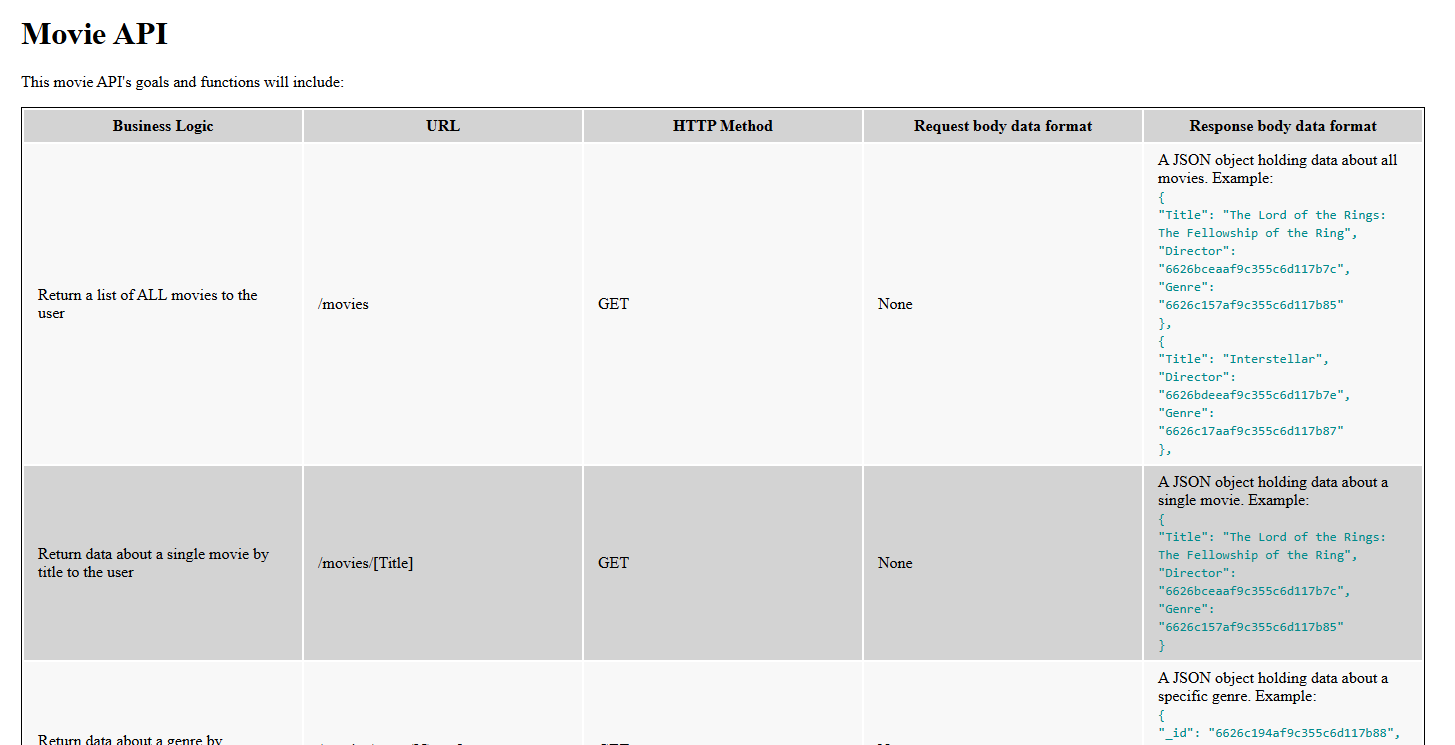 Movie API
This movie API's goals and functions will include:
Business Logic URL HTTP Method Request body data format Response body data format
Return a list of ALL movies to the
user
/movies
GET
None
A JSON object holding data about all
movies. Example:
{
"Title": "The Lord of the Rings:
The Fellowship of the Ring",
"Director":
"6626bceaaf9c355c6d117b7c",
"Genre":
"6626c157af9c355c6d117b85"
},
{
"Title": "Interstellar",
"Director":
"6626bdeeaf9c355c6d117b7e",
"Genre":
"6626c17aaf9c355c6d117b87"
},
Return data about a single movie by
title to the user
/movies/[Title]
GET
None
A JSON object holding data about a
single movie. Example:
{
"Title": "The Lord of the Rings:
The Fellowship of the Ring",
"Director":
"6626bceaaf9c355c6d117b7c",
"Genre":
"6626c157af9c355c6d117b85"
}
Return data about a genre by
A JSON object holding data about a
specific genre. Example:
{
"_id": "6626c194af9c355c6d117b88",